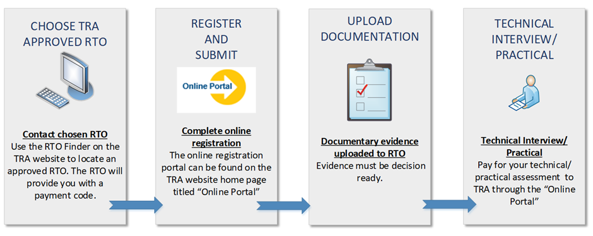 CHOOSE TRA
APPROVED RTO
Contact chosen RTO
Use the RTO Finder on the
TRA website to locate an
approved RTO. The RTO will
provide you with a
payment code.
REGISTER
AND
SUBMIT
Online Portal
Complete online
registration
The online registration
portal can be found on the
TRA website home page
titled “Online Portal”
UPLOAD
DOCUMENTATION
Documentary evidence
uploaded to RTO
Evidence must be decision
ready.
TECHNICAL
INTERVIEW/
PRACTICAL
Technical Interview/
Practical
Pay for your technical/
practical assessment to
TRA through the “Online
Portal”